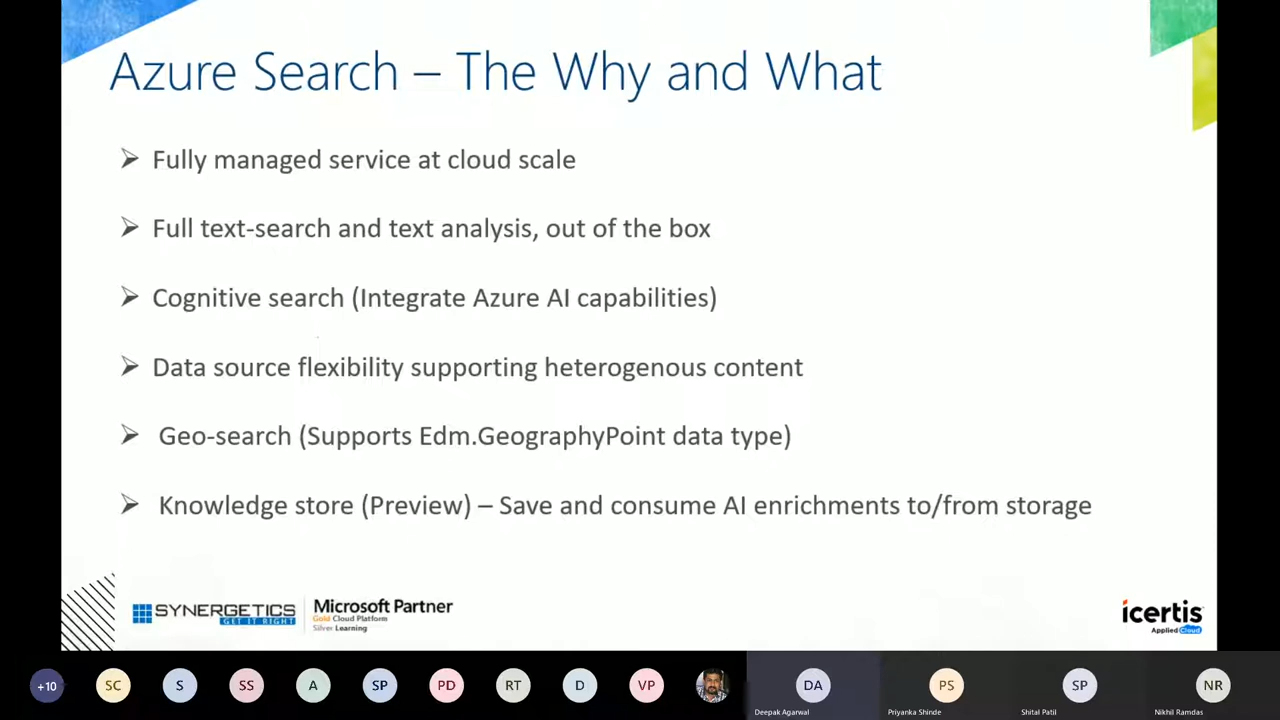 Azure Search – The Why and What
Fully managed service at cloud scale
Full text-search and text analysis, out of the box
Cognitive search (Integrate Azure AI capabilities)
Data source flexibility supporting heterogenous content
Geo-search (Supports Edm.GeographyPoint data type)
Knowledge store (Preview) – Save and consume AI enrichments to/from storage
SYNERGETICS
GET IT RIGHT
Microsoft Partner
Gold Cloud Platform
Silver Learning
icertis
Applied Cloud
+10 SC S SS A SP PD RT D VP DA PS SP NR
Deepak Agarwal Priyanka Shinde Shital Patil Nikhil Ramdas